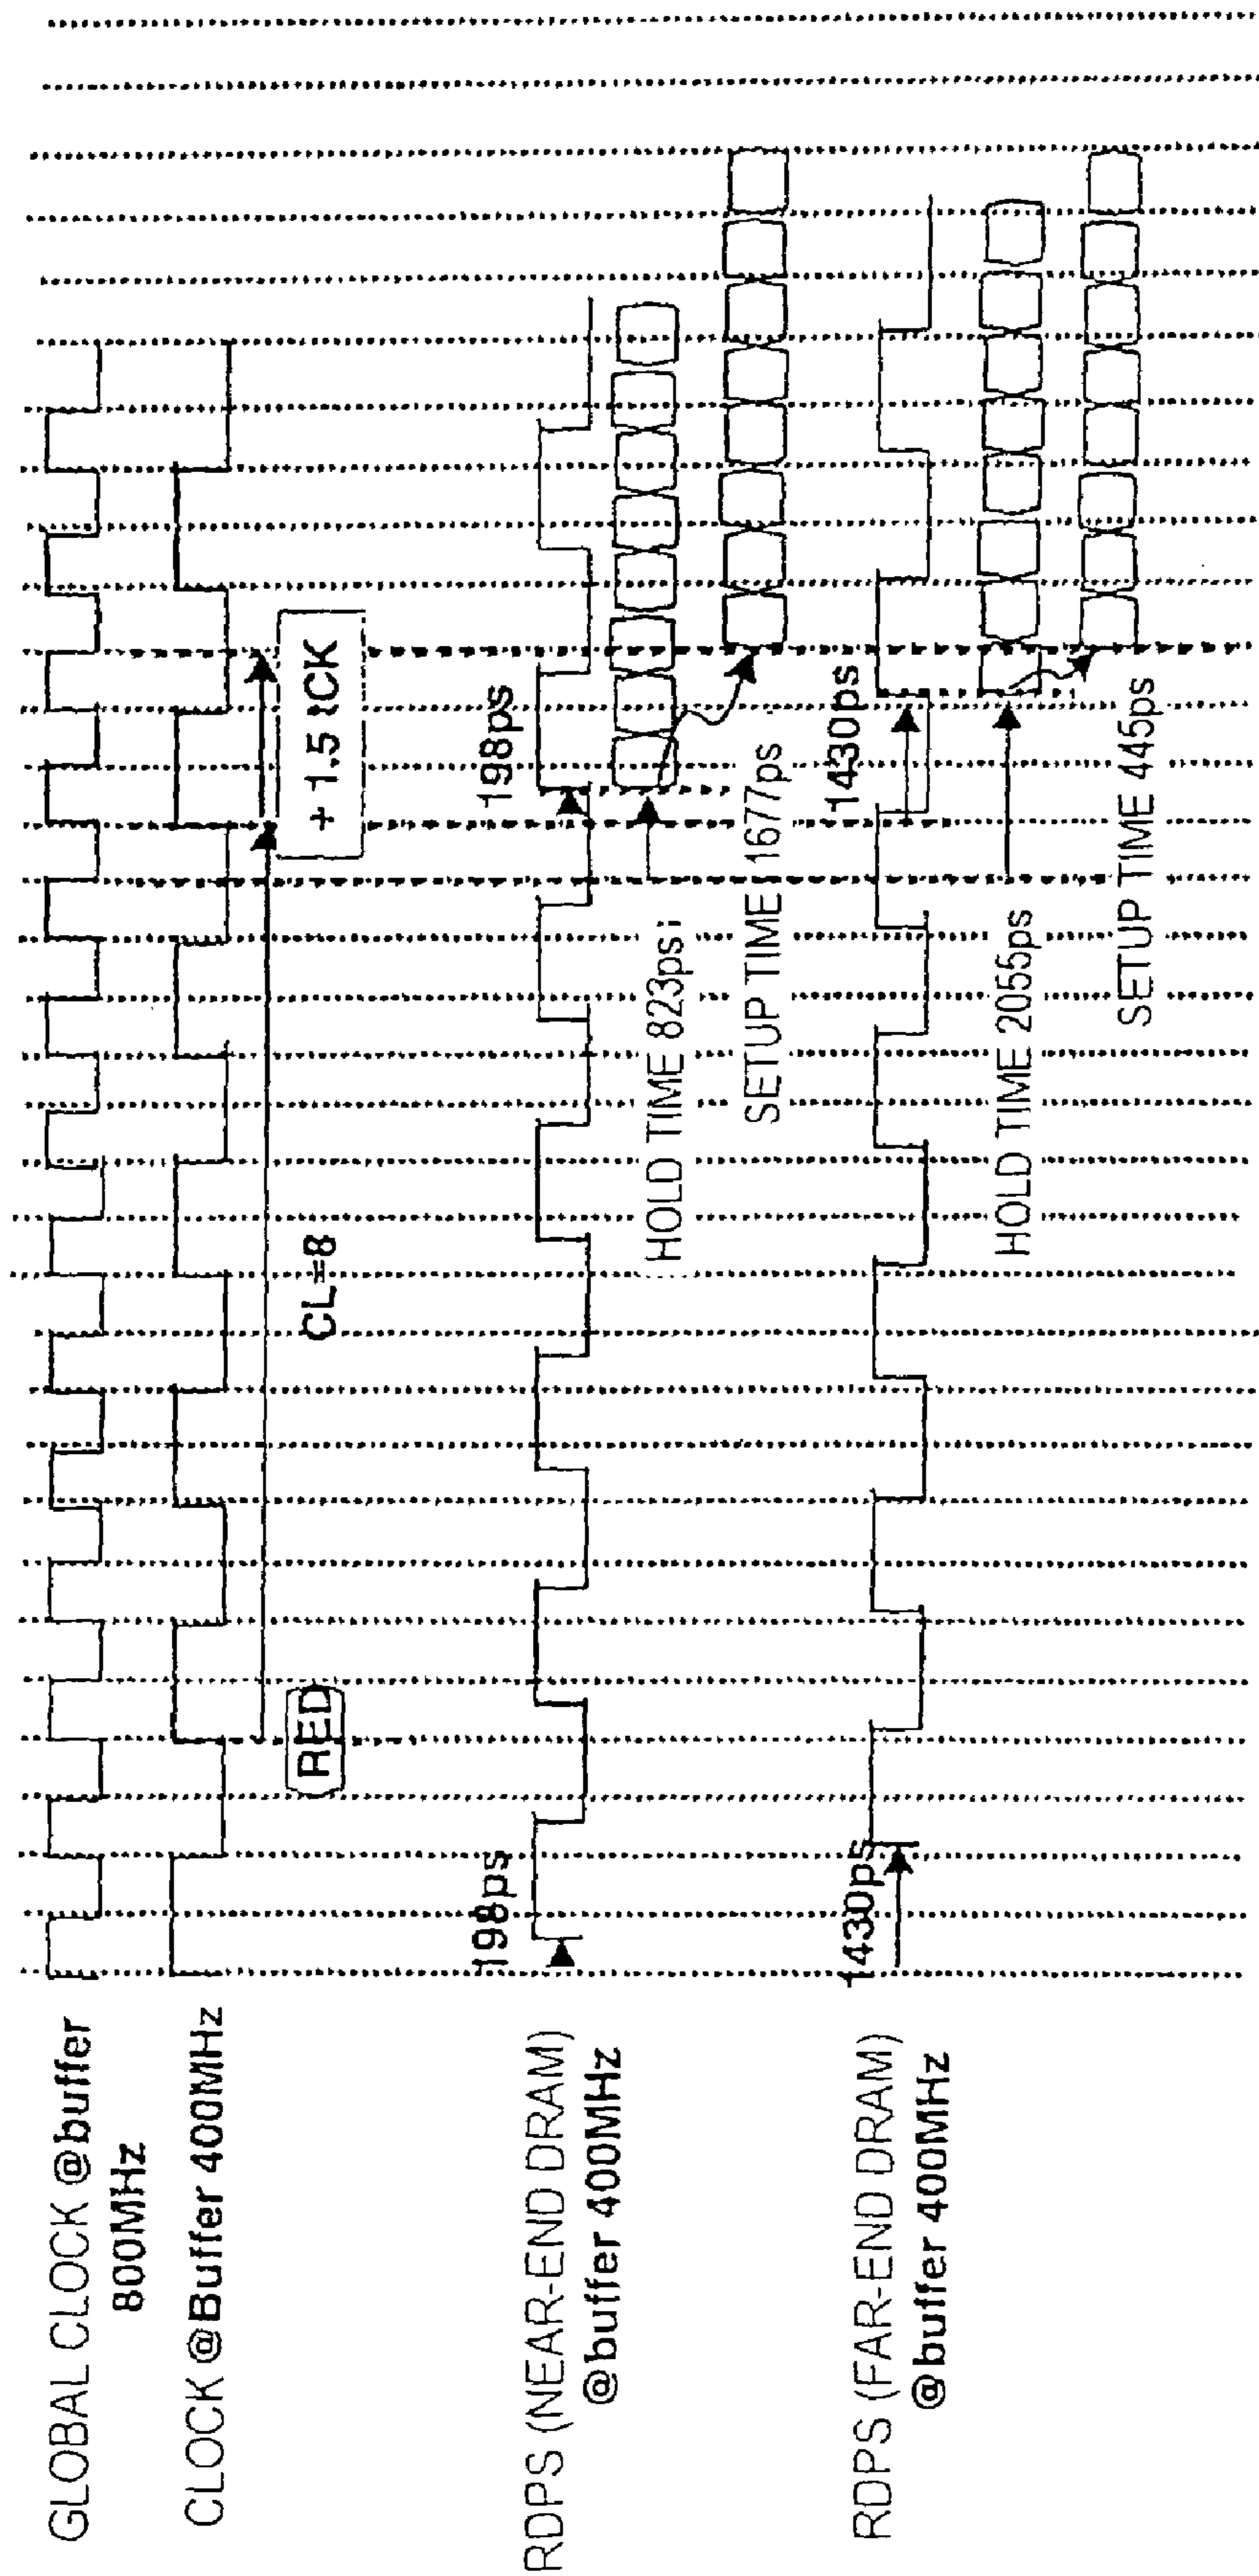 GLOBAL CLOCK @buffer
800MHz
CLOCK @Buffer 400MHz
RED
CL=8
+ 1.5 tCK
RDPS (NEAR-END DRAM)
@buffer 400MHz
198ps
198ps
HOLD TIME 823ps
SETUP TIME 1677ps
RDPS (FAR-END DRAM)
@buffer 400MHz
1430ps
1430ps
HOLD TIME 2055ps
SETUP TIME 445ps